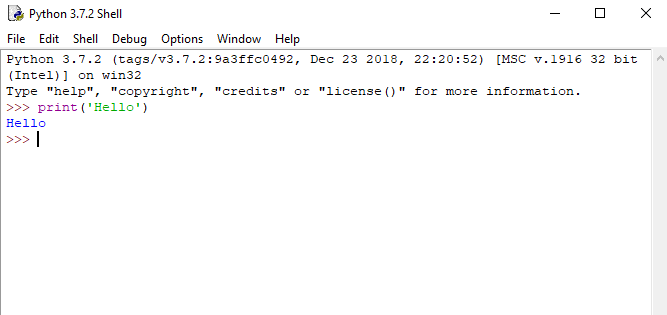 Python 3.7.2 Shell
File Edit Shell Debug Options Window Help
Python 3.7.2 (tags/v3.7.2:9a3ffc0492, Dec 23 2018, 22:20:52) [MSC v.1916 32 bit
(Intel)] on win32
Type "help", "copyright", "credits" or "license()" for more information.
>>> print('Hello')
Hello
>>>